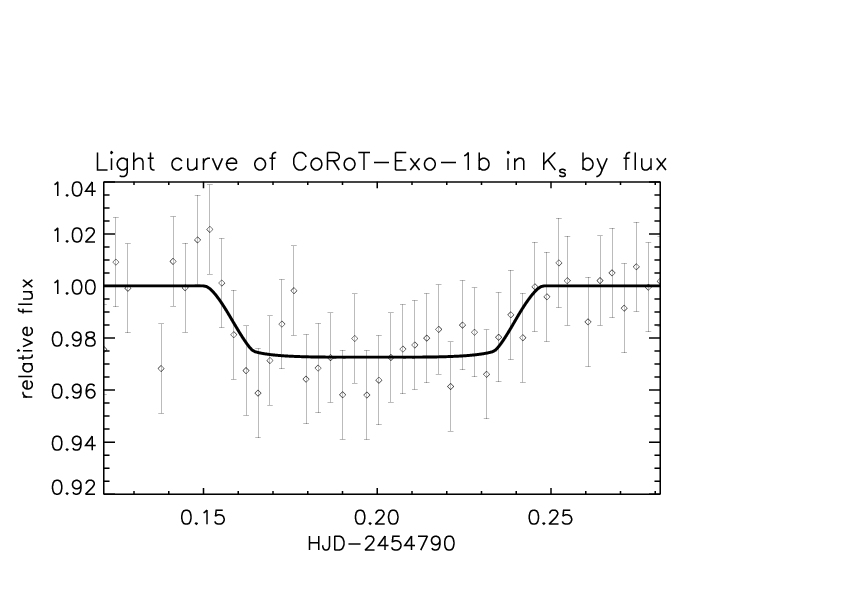 Light curve of CoRoT-Exo-1b in Ks by flux
1.04
1.02
1.00
0.98
0.96
0.94
0.92
relative flux
0.15 0.20 0.25
HJD-2454790